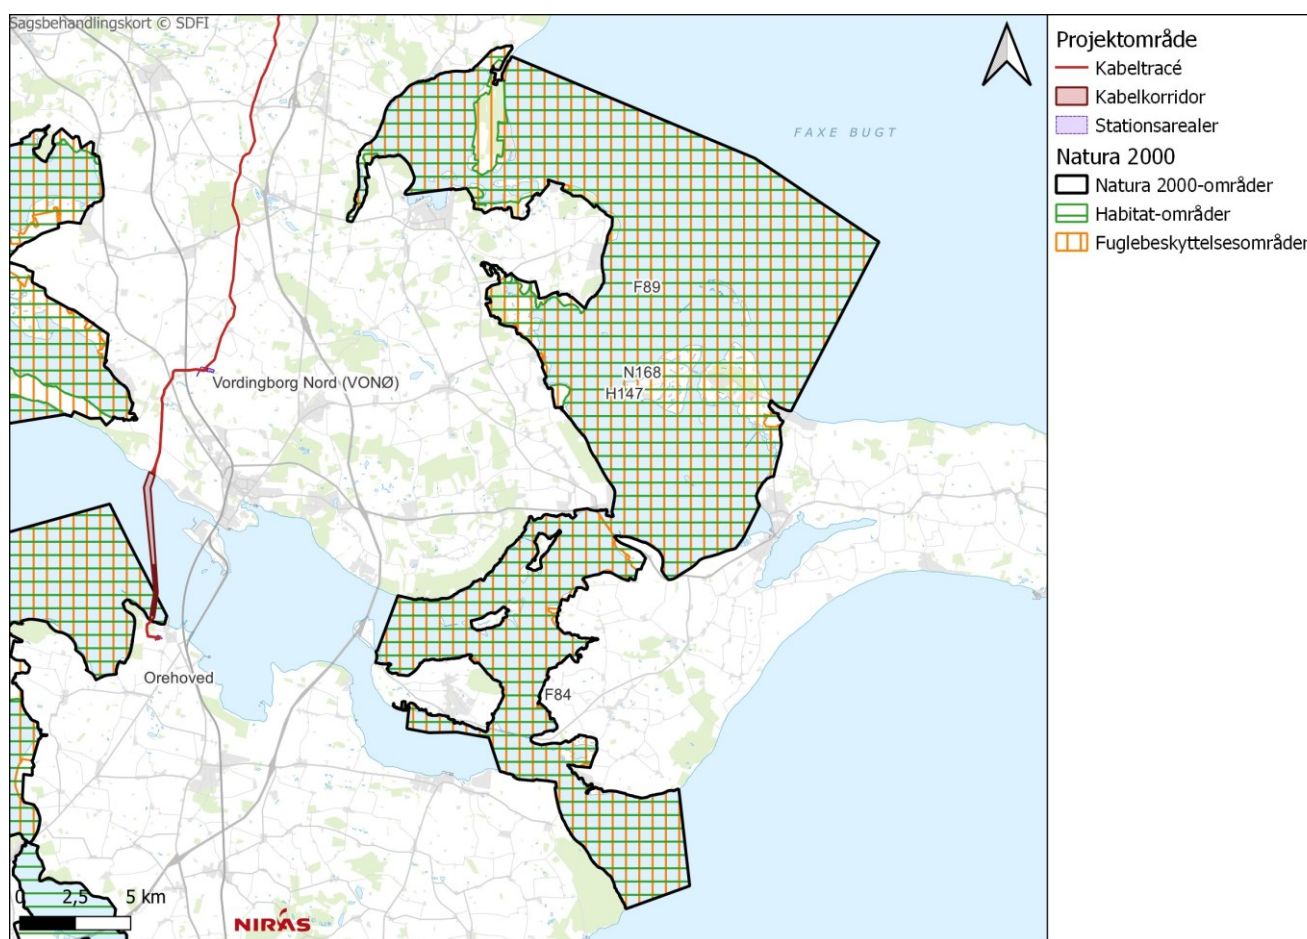 Sagsbehandlingskort © SDFI
FAXE BUGT
F89
N168
H147
Vordingborg Nord (VONØ)
Orehoved
F84
0 2,5 5 km
NIRÁS
Projektområde
Kabeltracé
Kabelkorridor
Stationsarealer
Natura 2000
Natura 2000-områder
Habitat-områder
Fuglebeskyttelsesområder